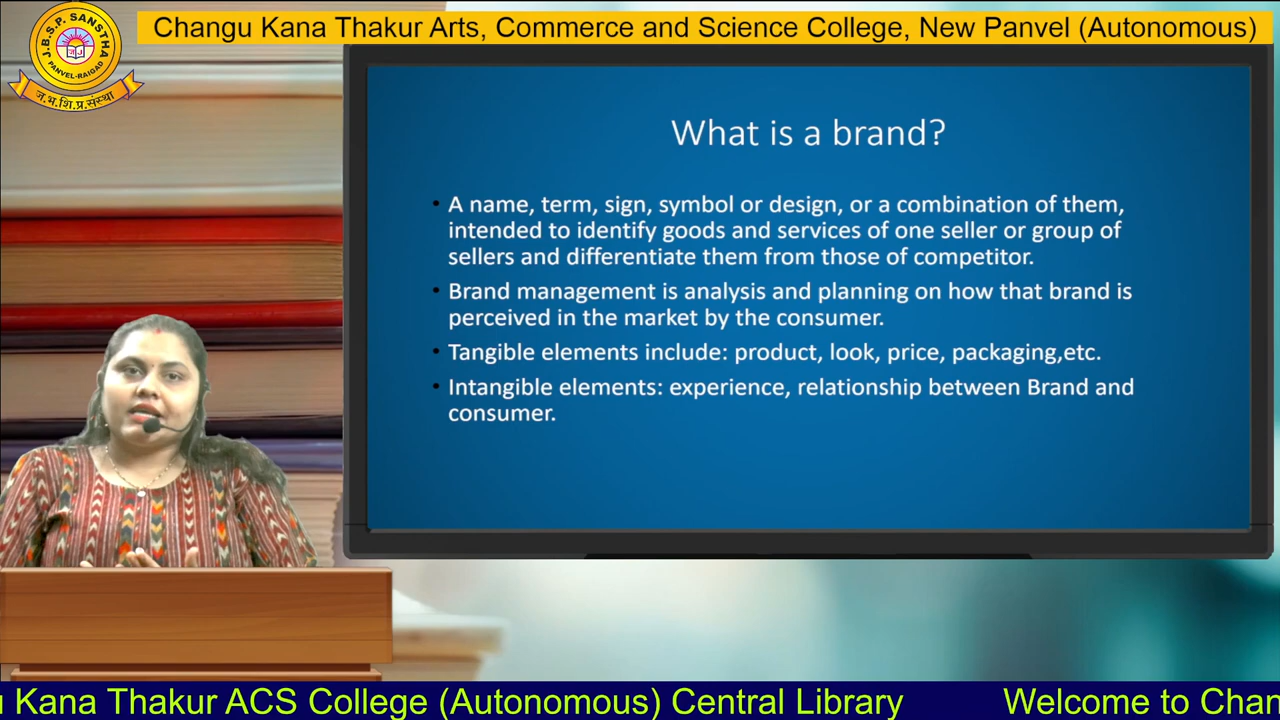 Changu Kana Thakur Arts, Commerce and Science College, New Panvel (Autonomous)
J.B.S.P. SANSTHA
PANVEL-RAIGAD
ज.भ.शि.प्र.संस्था
What is a brand?
• A name, term, sign, symbol or design, or a combination of them,
intended to identify goods and services of one seller or group of
sellers and differentiate them from those of competitor.
• Brand management is analysis and planning on how that brand is
perceived in the market by the consumer.
• Tangible elements include: product, look, price, packaging,etc.
• Intangible elements: experience, relationship between Brand and
consumer.
u Kana Thakur ACS College (Autonomous) Central Library Welcome to Chan